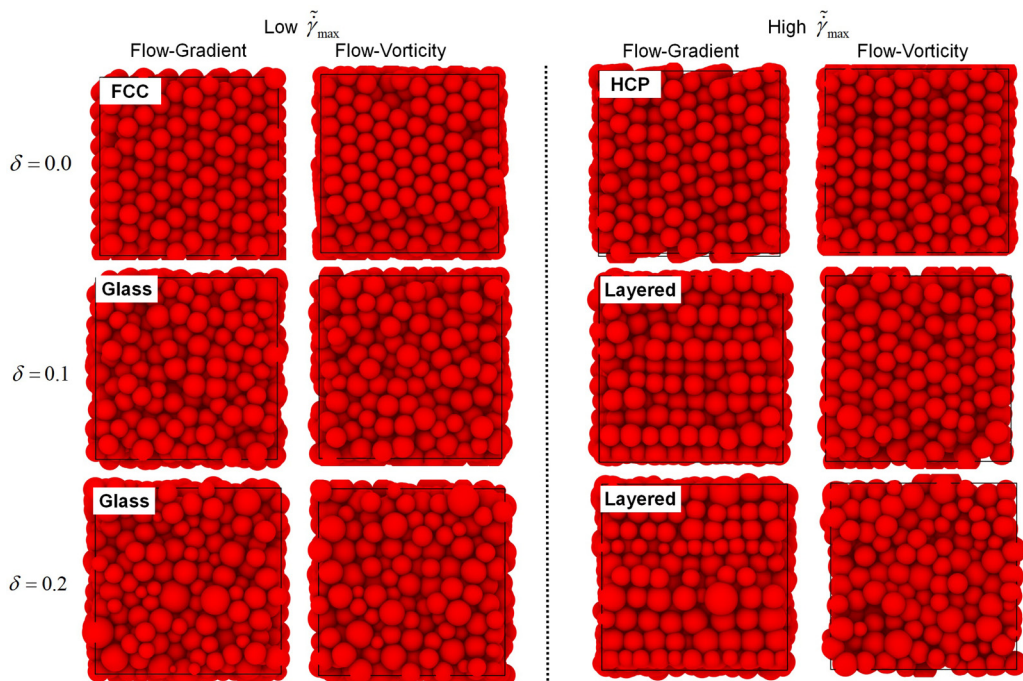 Low γ̃̇max High γ̃̇max
Flow-Gradient Flow-Vorticity Flow-Gradient Flow-Vorticity
FCC HCP
δ = 0.0
Glass Layered
δ = 0.1
Glass Layered
δ = 0.2